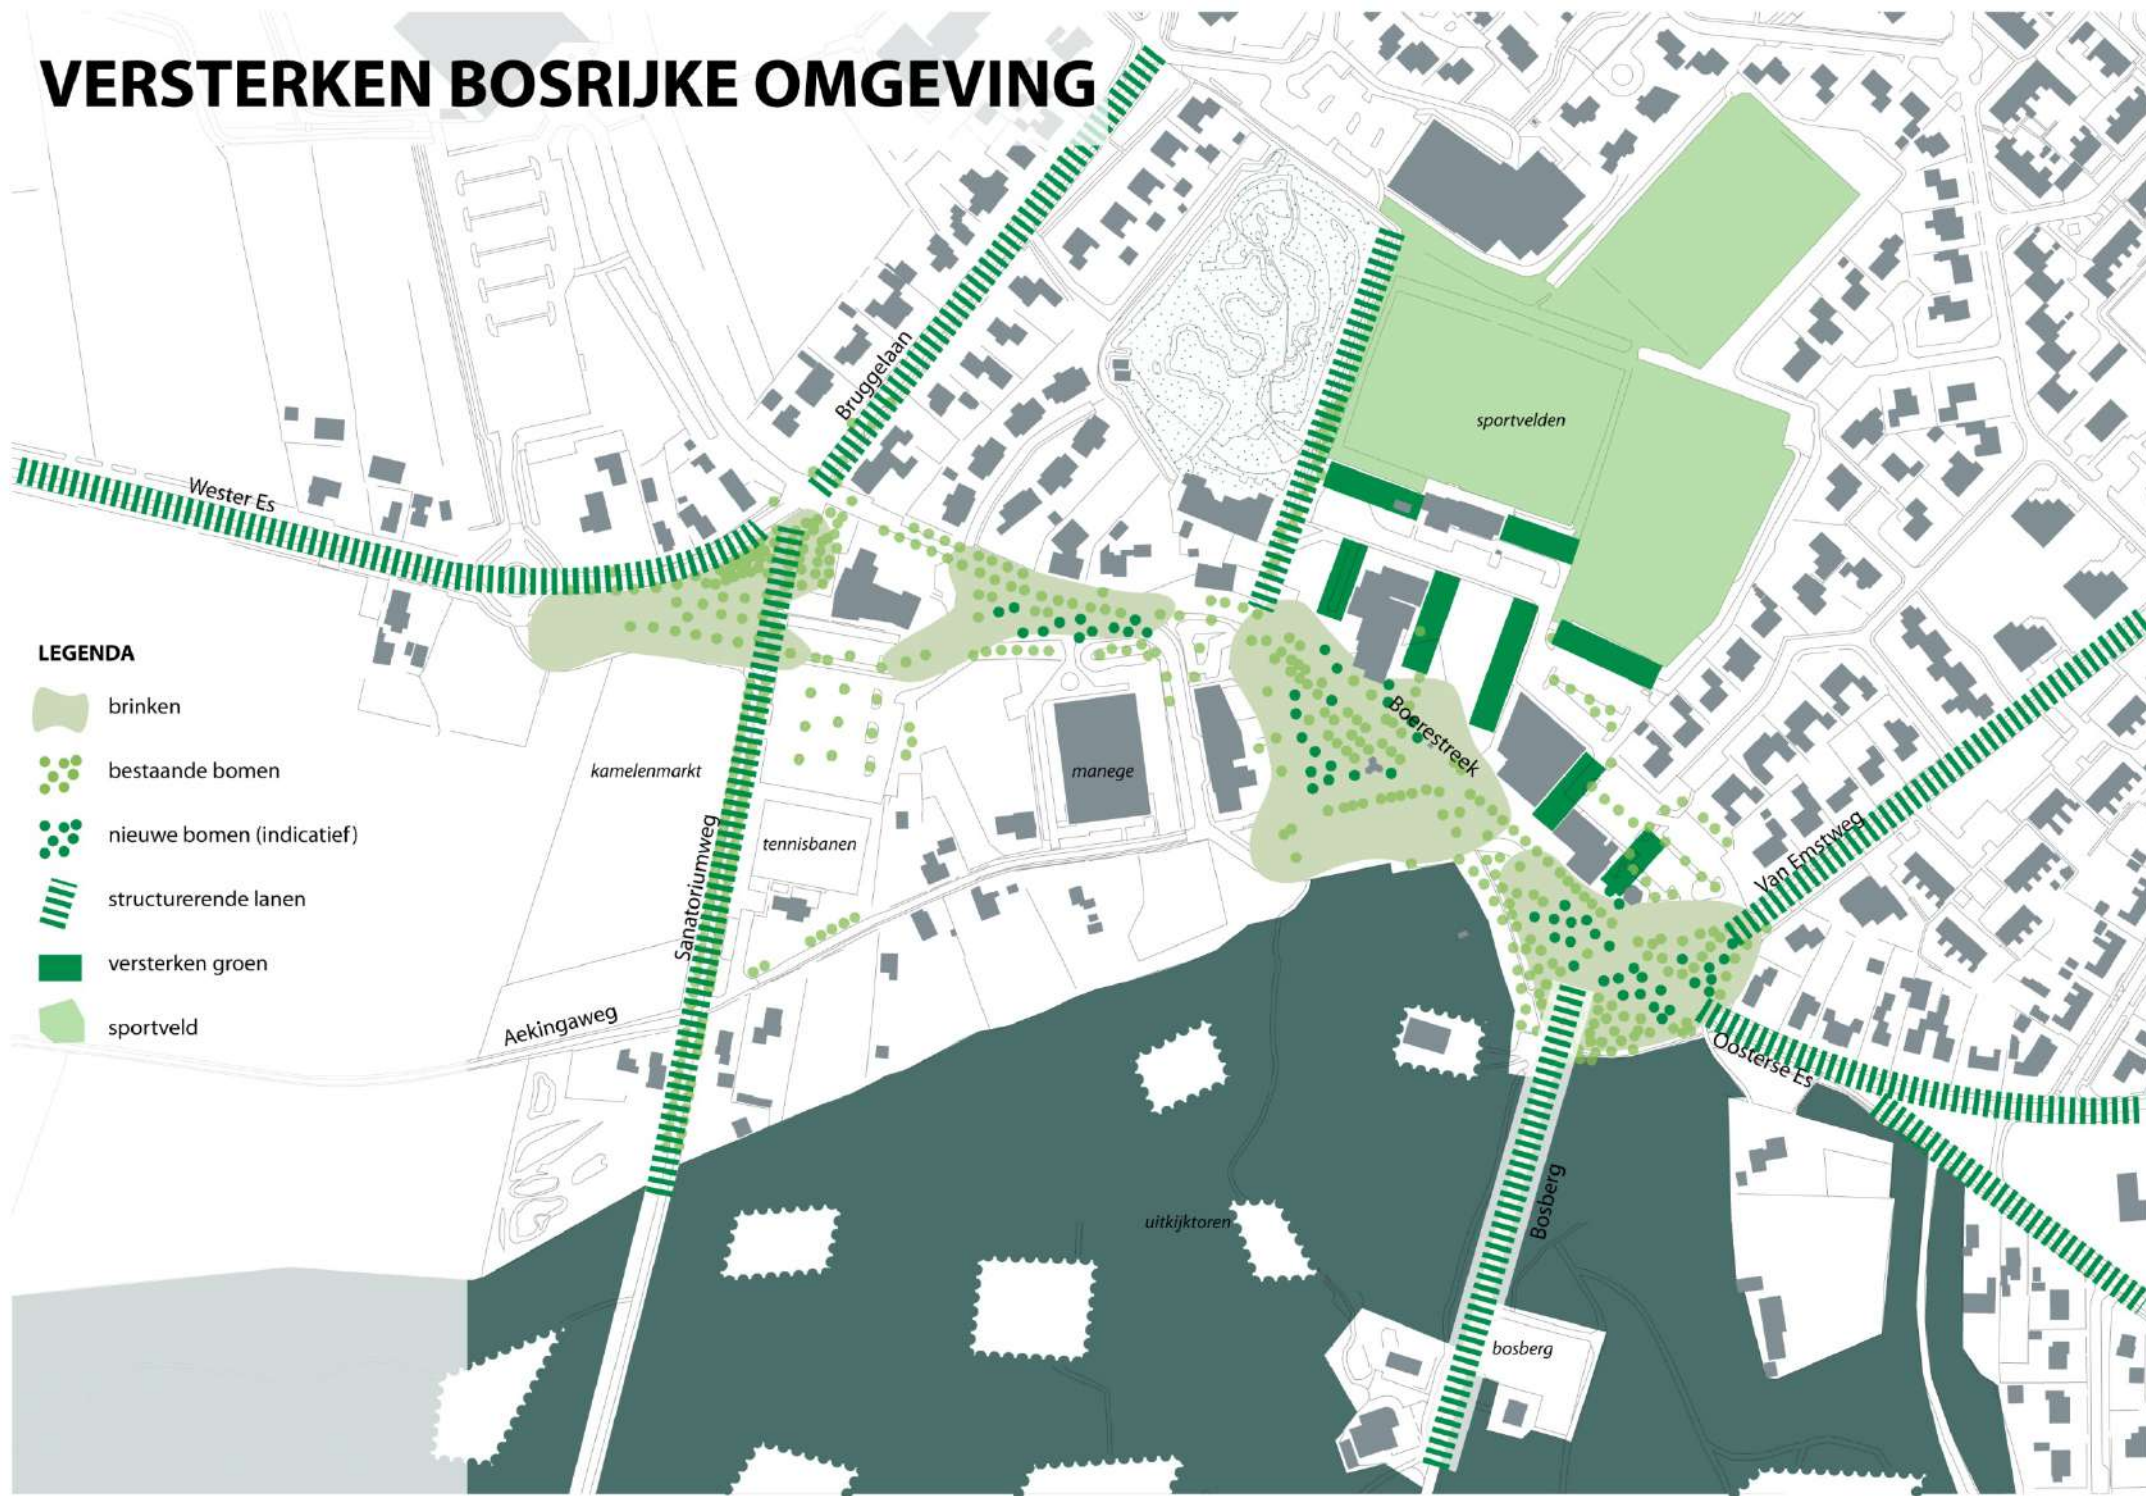 VERSTERKEN BOSRIJKE OMGEVING
Bruggelaan
Wester Es
sportvelden
LEGENDA
brinken
bestaande bomen
nieuwe bomen (indicatief)
structurerende lanen
versterken groen
sportveld
kamelenmarkt
manege
Boerestreek
tennisbanen
Sanatoriumweg
Van Emstweg
Aekingaweg
Oosterse Es
uitkijktoren
Bosberg
bosberg